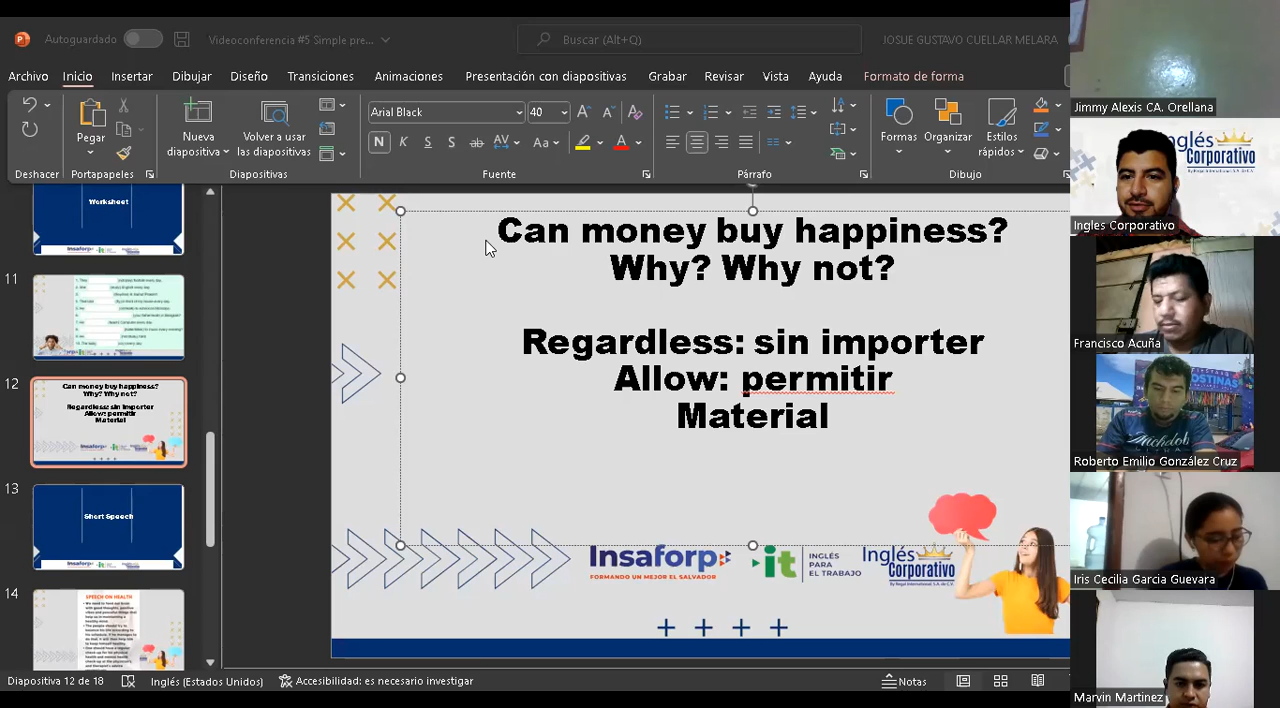 Autoguardado
Videoconferencia #5 Simple pre...
Buscar (Alt+Q)
JOSUE GUSTAVO CUELLAR MELARA
Archivo Inicio Insertar Dibujar Diseño Transiciones Animaciones Presentación con diapositivas Grabar Revisar Vista Ayuda Formato de forma
Pegar
Nueva diapositiva
Volver a usar las diapositivas
Arial Black 40
N K S S ab AV Aa A
Formas Organizar Estilos rápidos
Deshacer Portapapeles Diapositivas Fuente Párrafo Dibujo
Worksheet
11
12
Can money buy happiness?
Why? Why not?
Regardless: sin importer
Allow: permitir
Material
13
Short Speech
14
SPEECH ON HEALTH
Can money buy happiness?
Why? Why not?
Regardless: sin importer
Allow: permitir
Material
Insaforp
FORMANDO UN MEJOR EL SALVADOR
it
INGLÉS
PARA
EL TRABAJO
Inglés
Corporativo
Diapositiva 12 de 18
Inglés (Estados Unidos)
Accesibilidad: es necesario investigar
Notas
Jimmy Alexis CA. Orellana
Inglés
Corporativo
Ingles Corporativo
Francisco Acuña
Roberto Emilio González Cruz
Iris Cecilia Garcia Guevara
Marvin Martinez